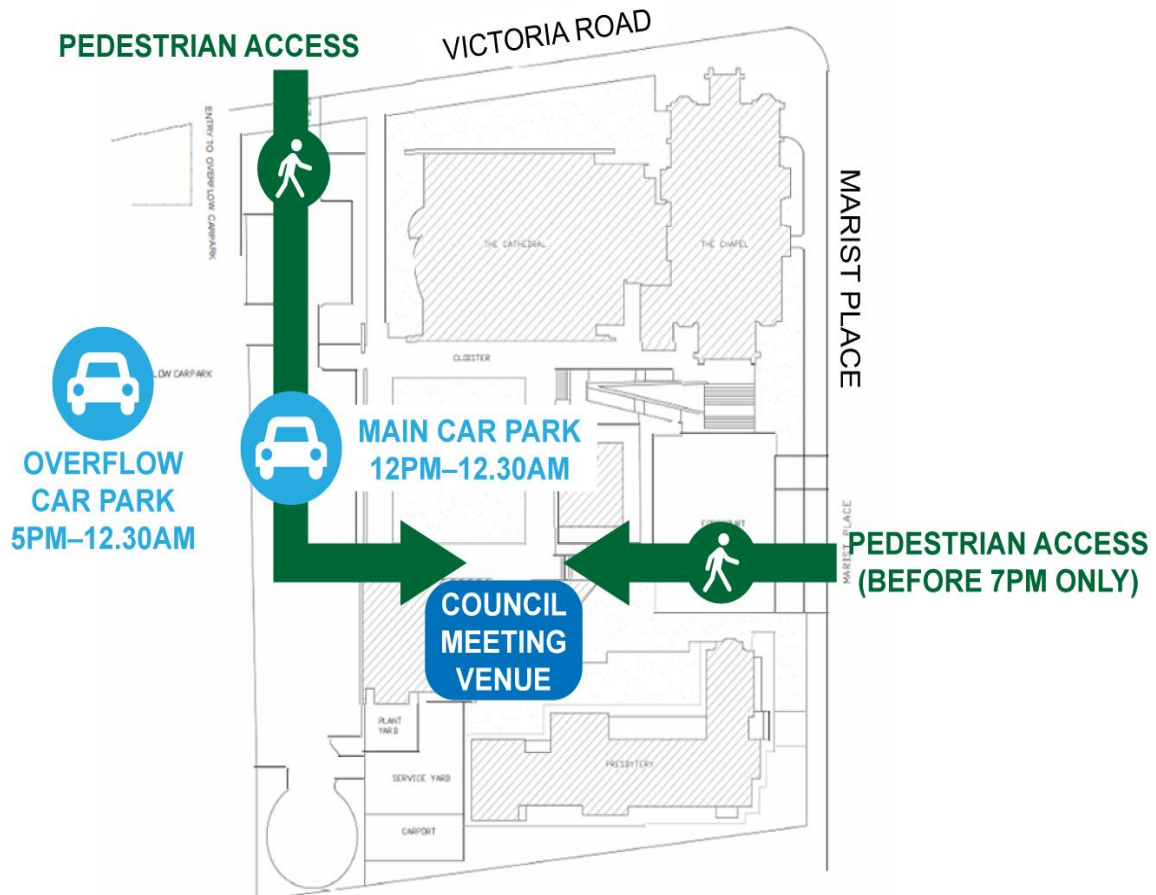 VICTORIA ROAD
PEDESTRIAN ACCESS
ENTRY TO OVERFLOW CARPARK
THE CATHEDRAL
THE CHAPEL
MARIST PLACE
CLOISTER
LOW CARPARK
OVERFLOW
CAR PARK
5PM–12.30AM
MAIN CAR PARK
12PM–12.30AM
MARIST PLACE
PEDESTRIAN ACCESS
(BEFORE 7PM ONLY)
COUNCIL
MEETING
VENUE
PLANT
YARD
SERVICE YARD
PRESBYTERY
CARPORT